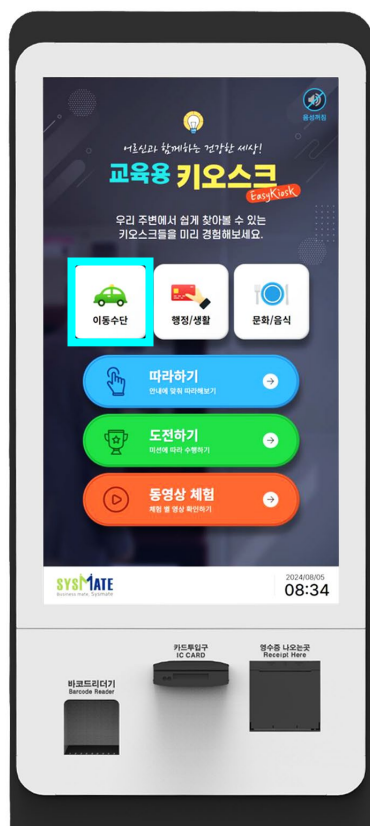 음성꺼짐
어르신과 함께하는 건강한 세상!
교육용 키오스크
EasyKiosk
우리 주변에서 쉽게 찾아볼 수 있는
키오스크들을 미리 경험해보세요.
이동수단 행정/생활 문화/음식
따라하기
안내에 맞춰 따라해보기
도전하기
미션에 따라 수행하기
동영상 체험
체험 별 영상 확인하기
SYSMATE
Business mate, Sysmate
2024/08/05
08:34
카드투입구
IC CARD
영수증 나오는곳
Receipt Here
바코드리더기
Barcode Reader